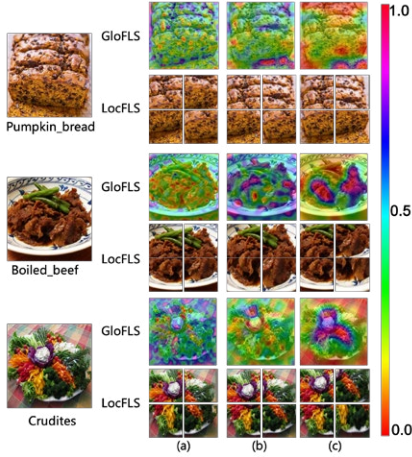 1.0
GloFLS
LocFLS
Pumpkin_bread
GloFLS
0.5
LocFLS
Boiled_beef
GloFLS
LocFLS
Crudites
0.0
(a) (b) (c)